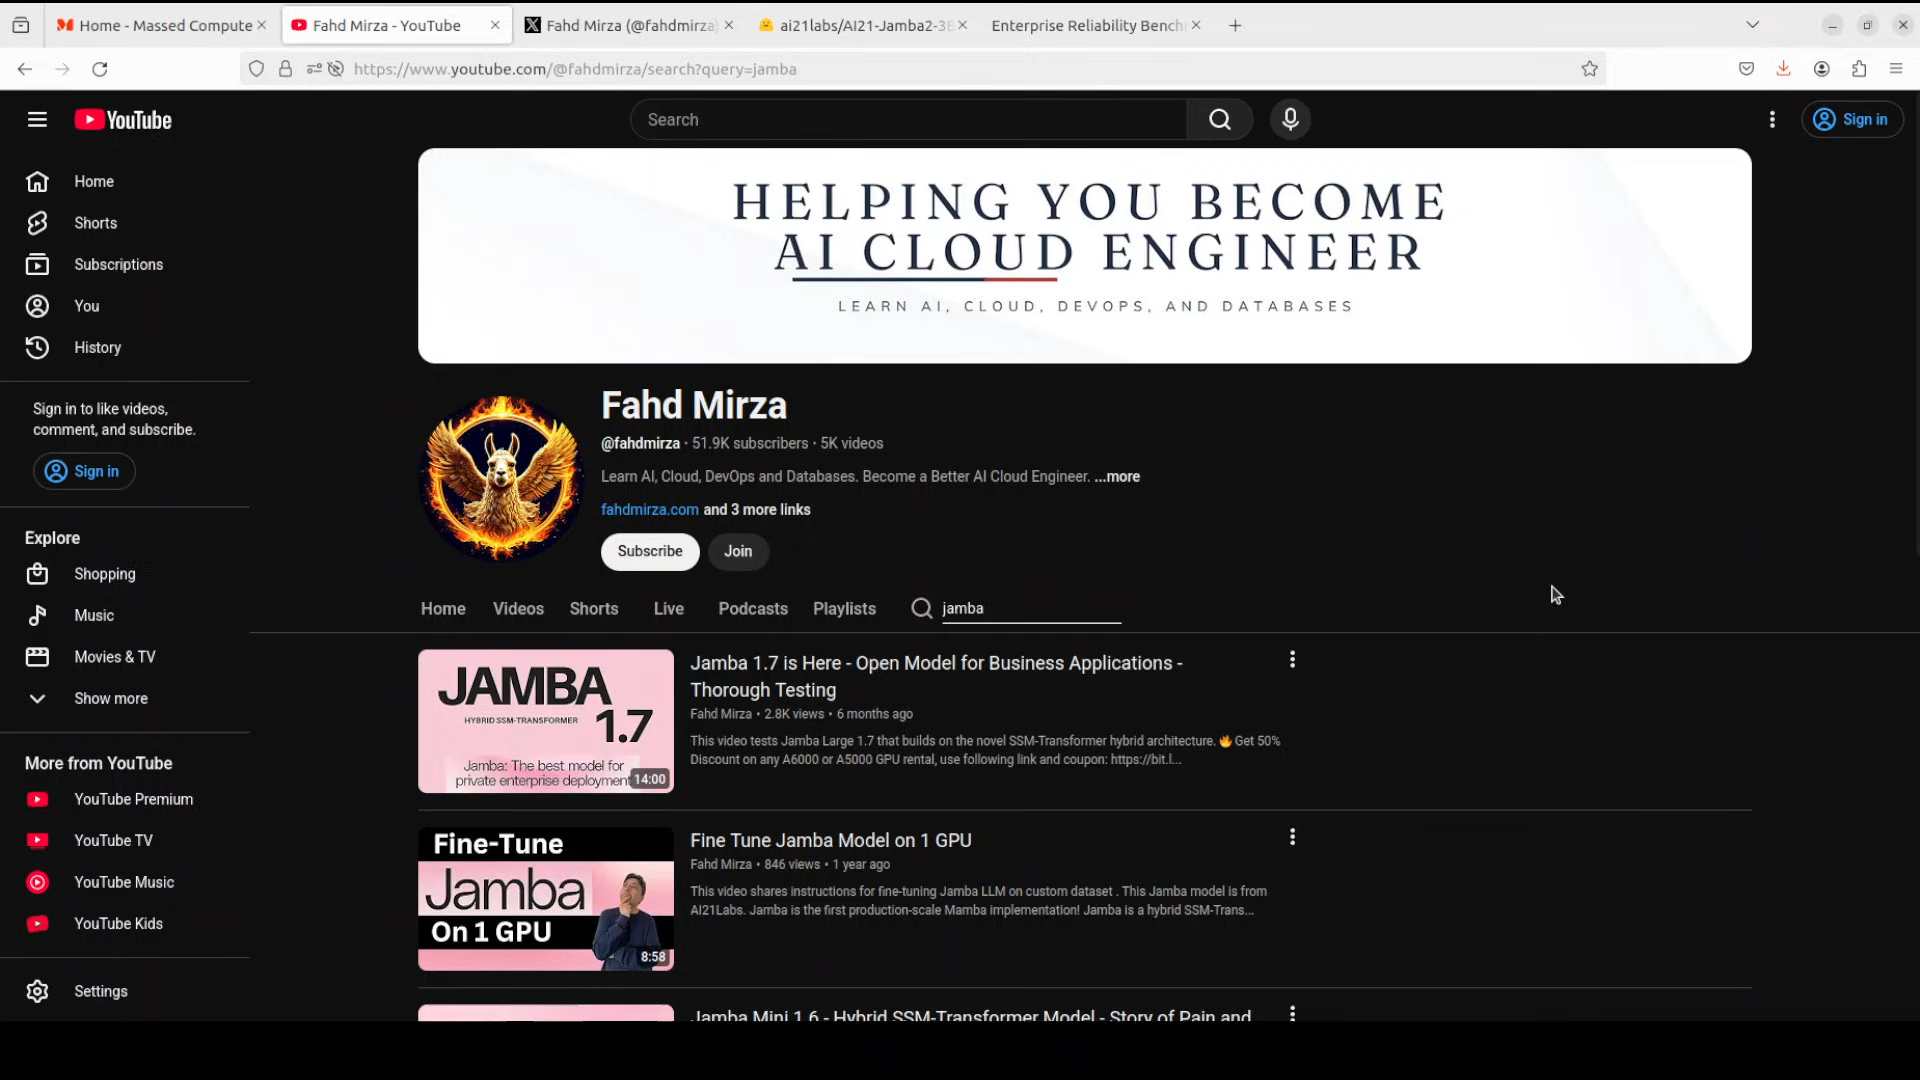 Home - Massed Compute
Fahd Mirza - YouTube
Fahd Mirza (@fahdmirza)
ai21labs/AI21-Jamba2-3B
Enterprise Reliability Bench
https://www.youtube.com/@fahdmirza/search?query=jamba
YouTube
Search
Sign in
Home
Shorts
Subscriptions
You
History
Sign in to like videos,
comment, and subscribe.
Sign in
Explore
Shopping
Music
Movies & TV
Show more
More from YouTube
YouTube Premium
YouTube TV
YouTube Music
YouTube Kids
Settings
HELPING YOU BECOME
AI CLOUD ENGINEER
LEARN AI, CLOUD, DEVOPS, AND DATABASES
Fahd Mirza
@fahdmirza · 51.9K subscribers · 5K videos
Learn AI, Cloud, DevOps and Databases. Become a Better AI Cloud Engineer. ...more
fahdmirza.com and 3 more links
Subscribe
Join
Home Videos Shorts Live Podcasts Playlists jamba
JAMBA
HYBRID SSM-TRANSFORMER
1.7
Jamba: The best model for
private enterprise deployment
14:00
Jamba 1.7 is Here - Open Model for Business Applications -
Thorough Testing
Fahd Mirza • 2.8K views • 6 months ago
This video tests Jamba Large 1.7 that builds on the novel SSM-Transformer hybrid architecture. 🔥 Get 50%
Discount on any A6000 or A5000 GPU rental, use following link and coupon: https://bit.l...
Fine-Tune
Jamba
On 1 GPU
8:58
Fine Tune Jamba Model on 1 GPU
Fahd Mirza • 846 views • 1 year ago
This video shares instructions for fine-tuning Jamba LLM on custom dataset . This Jamba model is from
AI21Labs. Jamba is the first production-scale Mamba implementation! Jamba is a hybrid SSM-Trans...
Jamba Mini 1.6 - Hybrid SSM-Transformer Model - Story of Pain and